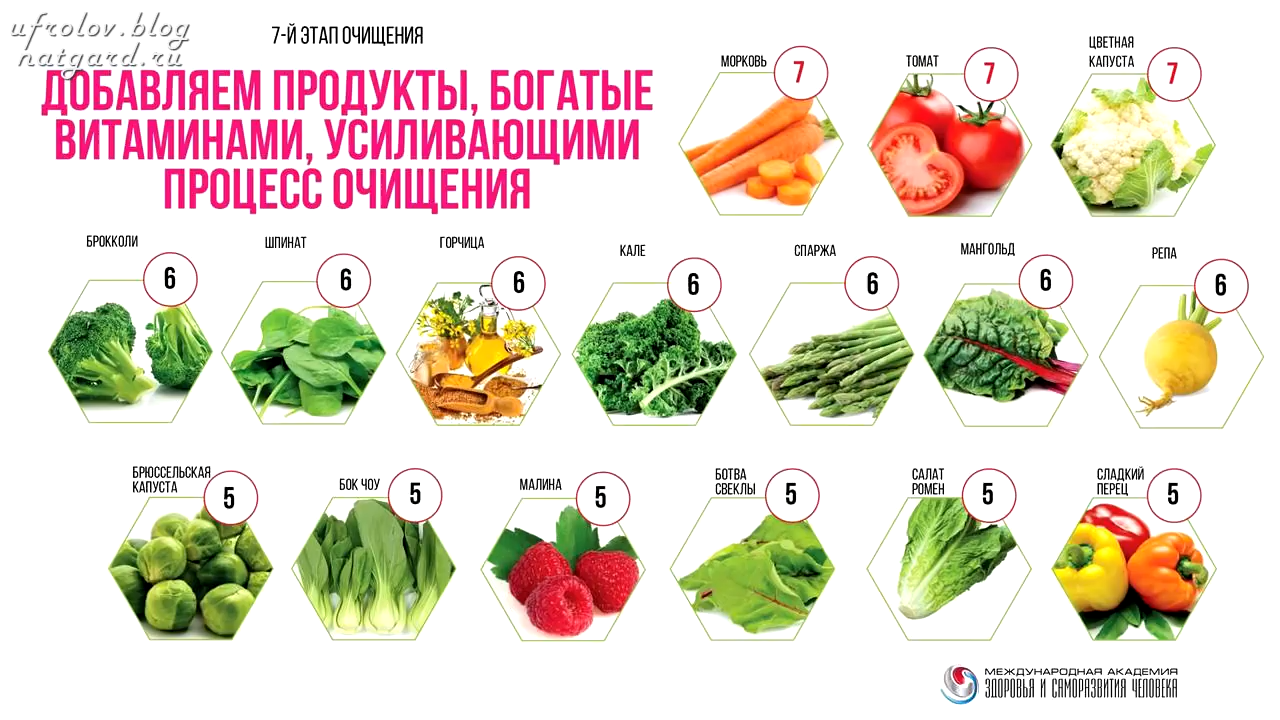 ufrolov.blog
natgard.ru
7-Й ЭТАП ОЧИЩЕНИЯ
ДОБАВЛЯЕМ ПРОДУКТЫ, БОГАТЫЕ
ВИТАМИНАМИ, УСИЛИВАЮЩИМИ
ПРОЦЕСС ОЧИЩЕНИЯ
МОРКОВЬ
7
ТОМАТ
7
ЦВЕТНАЯ
КАПУСТА
7
БРОККОЛИ
6
ШПИНАТ
6
ГОРЧИЦА
6
КАЛЕ
6
СПАРЖА
6
МАНГОЛЬД
6
РЕПА
6
БРЮССЕЛЬСКАЯ
КАПУСТА
5
БОК ЧОУ
5
МАЛИНА
5
БОТВА
СВЕКЛЫ
5
САЛАТ
РОМЕН
5
СЛАДКИЙ
ПЕРЕЦ
5
МЕЖДУНАРОДНАЯ АКАДЕМИЯ
ЗДОРОВЬЯ И САМОРАЗВИТИЯ ЧЕЛОВЕКА